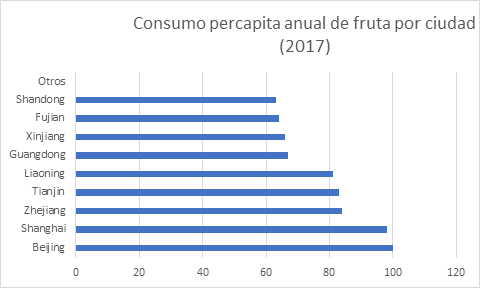 Consumo percapita anual de fruta por ciudad
(2017)
Otros
Shandong
Fujian
Xinjiang
Guangdong
Liaoning
Tianjin
Zhejiang
Shanghai
Beijing
0 20 40 60 80 100 120